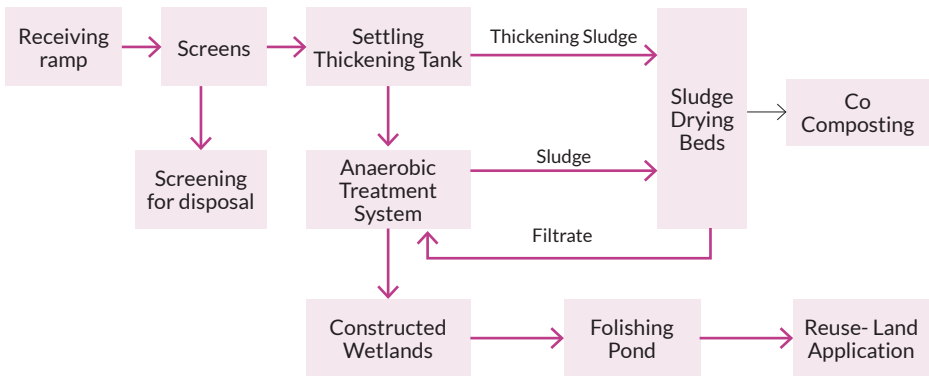 Receiving
ramp
Screens
Settling
Thickening Tank
Thickening Sludge
Sludge
Drying
Beds
Co
Composting
Screening
for disposal
Anaerobic
Treatment
System
Sludge
Filtrate
Constructed
Wetlands
Folishing
Pond
Reuse- Land
Application